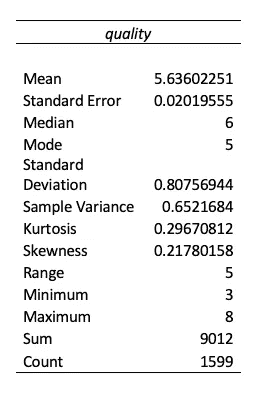 quality
Mean 5.63602251
Standard Error 0.02019555
Median 6
Mode 5
Standard
Deviation 0.80756944
Sample Variance 0.6521684
Kurtosis 0.29670812
Skewness 0.21780158
Range 5
Minimum 3
Maximum 8
Sum 9012
Count 1599